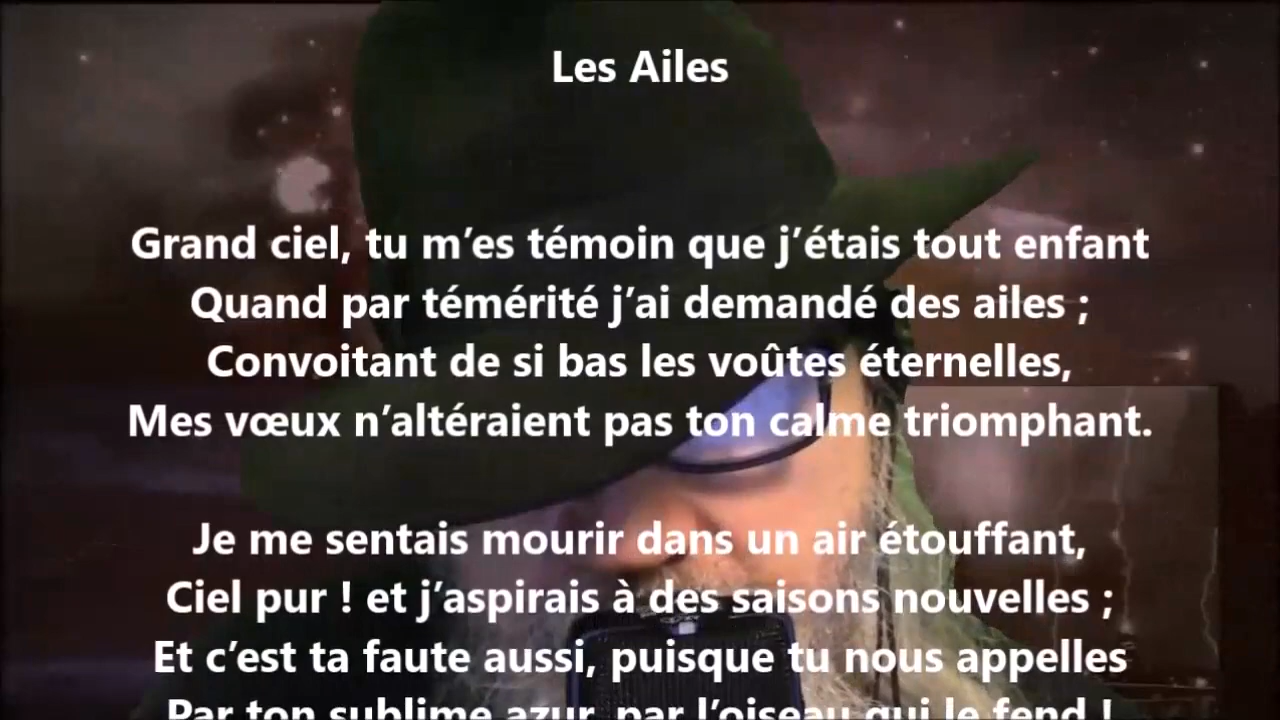 Les Ailes
Grand ciel, tu m’es témoin que j’étais tout enfant
Quand par témérité j’ai demandé des ailes ;
Convoitant de si bas les voûtes éternelles,
Mes vœux n’altéraient pas ton calme triomphant.
Je me sentais mourir dans un air étouffant,
Ciel pur ! et j’aspirais à des saisons nouvelles ;
Et c’est ta faute aussi, puisque tu nous appelles
Par ton sublime azur, par l’oiseau qui le fend !